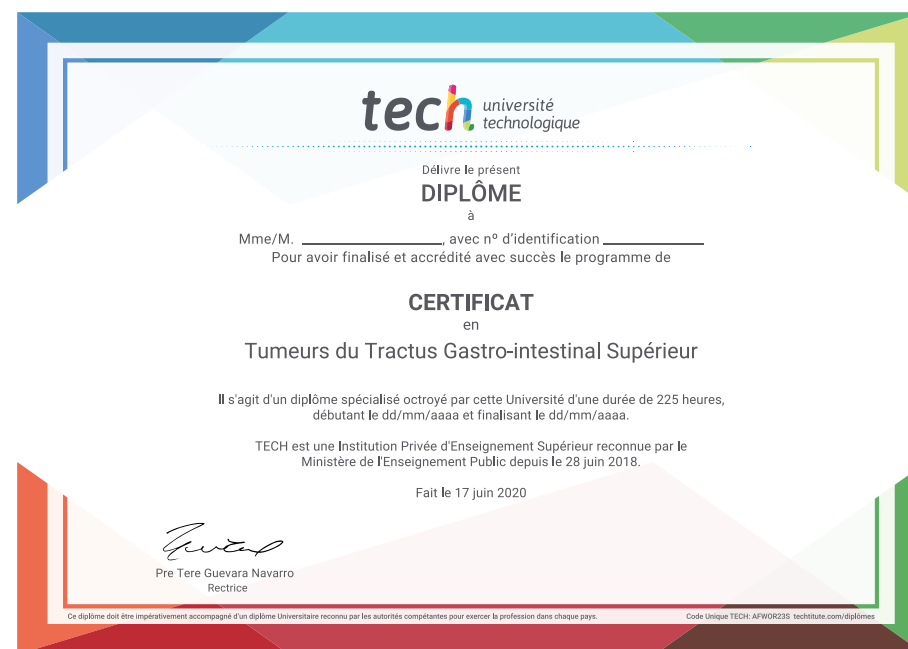 tech université
technologique
Délivre le présent
DIPLÔME
à
Mme/M. ____________________, avec nº d'identification ______________
Pour avoir finalisé et accrédité avec succès le programme de
CERTIFICAT
en
Tumeurs du Tractus Gastro-intestinal Supérieur
Il s'agit d'un diplôme spécialisé octroyé par cette Université d'une durée de 225 heures,
débutant le dd/mm/aaaa et finalisant le dd/mm/aaaa.
TECH est une Institution Privée d'Enseignement Supérieur reconnue par le
Ministère de l'Enseignement Public depuis le 28 juin 2018.
Fait le 17 juin 2020
Pre Tere Guevara Navarro
Rectrice
Ce diplôme doit être impérativement accompagné d'un diplôme Universitaire reconnu par les autorités compétantes pour exercer la profession dans chaque pays. Code Unique TECH: AFWOR23S techtitute.com/diplômes